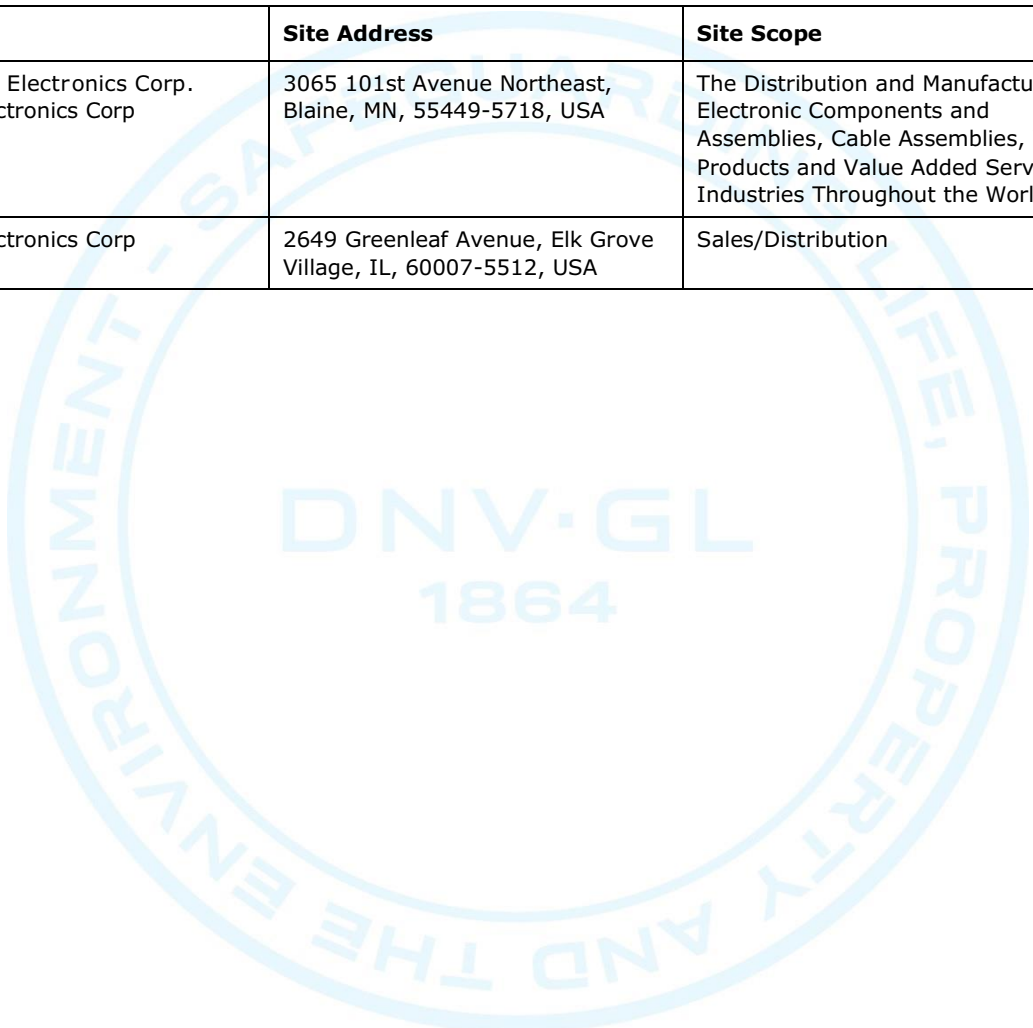 Site Address
Site Scope
Electronics Corp.
ctronics Corp
3065 101st Avenue Northeast,
Blaine, MN, 55449-5718, USA
The Distribution and Manufactu
Electronic Components and
Assemblies, Cable Assemblies,
Products and Value Added Serv
Industries Throughout the Worl
ctronics Corp
2649 Greenleaf Avenue, Elk Grove
Village, IL, 60007-5512, USA
Sales/Distribution
SAFEGUARDING LIFE, PROPERTY AND THE ENVIRONMENT -
DNV·GL
1864